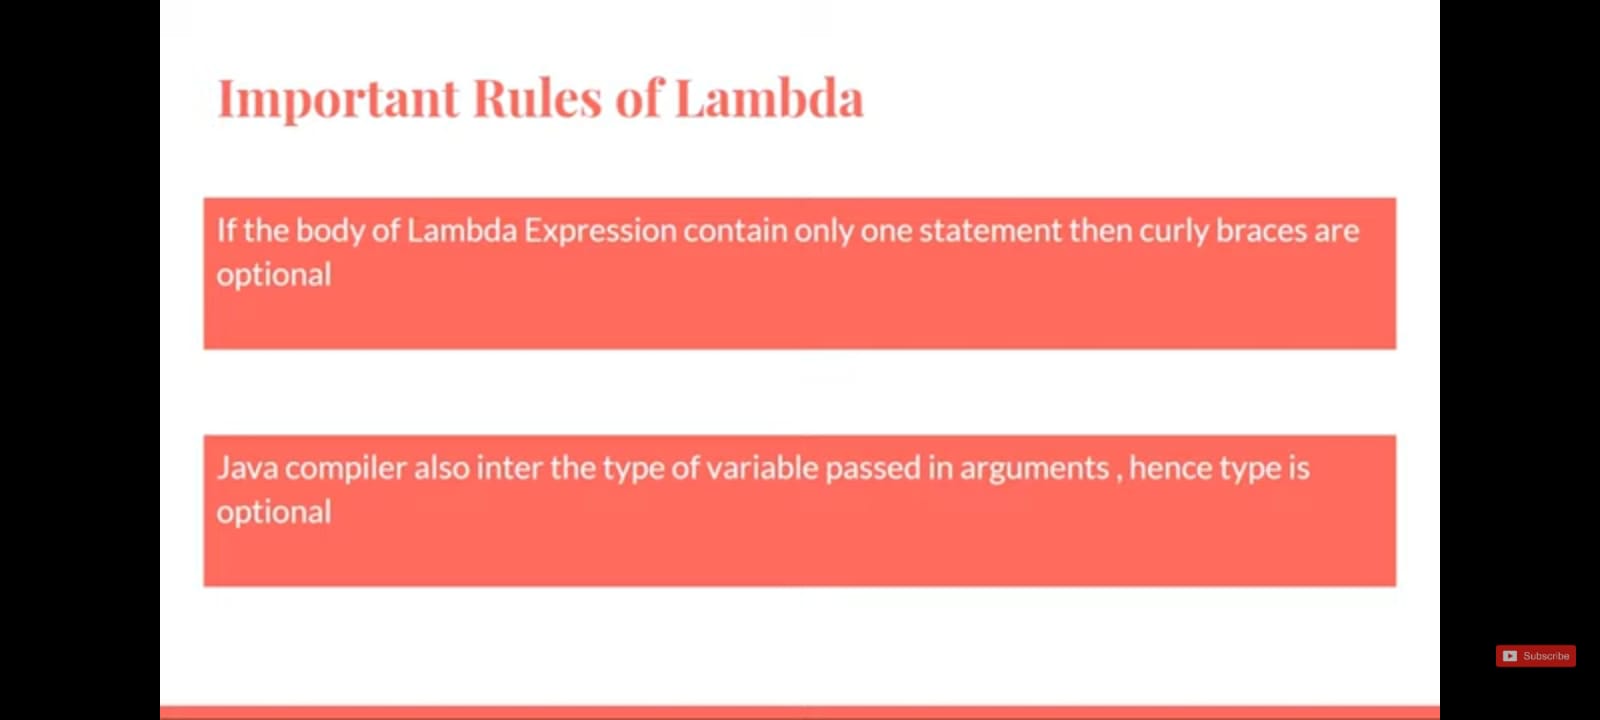 Important Rules of Lambda
If the body of Lambda Expression contain only one statement then curly braces are
optional
Java compiler also inter the type of variable passed in arguments , hence type is
optional
Subscribe